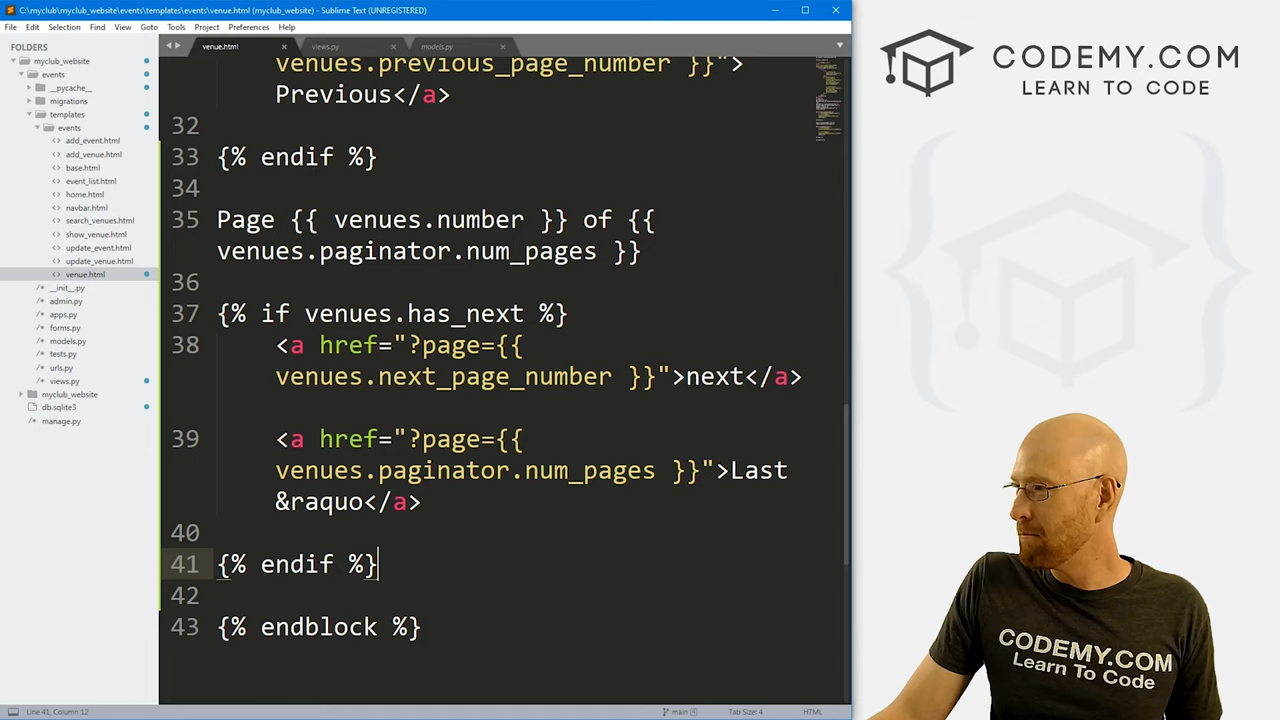 C:\myclub\myclub_website\events\templates\events\venue.html (myclub_website) - Sublime Text (UNREGISTERED)
File Edit Selection Find View Goto Tools Project Preferences Help
FOLDERS
myclub_website
events
__pycache__
migrations
templates
events
add_event.html
add_venue.html
base.html
event_list.html
home.html
navbar.html
search_venues.html
show_venue.html
update_event.html
update_venue.html
venue.html
__init__.py
admin.py
apps.py
forms.py
models.py
tests.py
urls.py
views.py
myclub_website
db.sqlite3
manage.py
venue.html views.py models.py
venues.previous_page_number }}">
Previous</a>
32
33 {% endif %}
34
35 Page {{ venues.number }} of {{
venues.paginator.num_pages }}
36
37 {% if venues.has_next %}
38 <a href="?page={{
venues.next_page_number }}">next</a>
39 <a href="?page={{
venues.paginator.num_pages }}">Last
&raquo</a>
40
41 {% endif %}
42
43 {% endblock %}
Line 41, Column 12 main 4 Tab Size: 4 HTML
CODEMY.COM
LEARN TO CODE
CODEMY.COM
Learn To Code